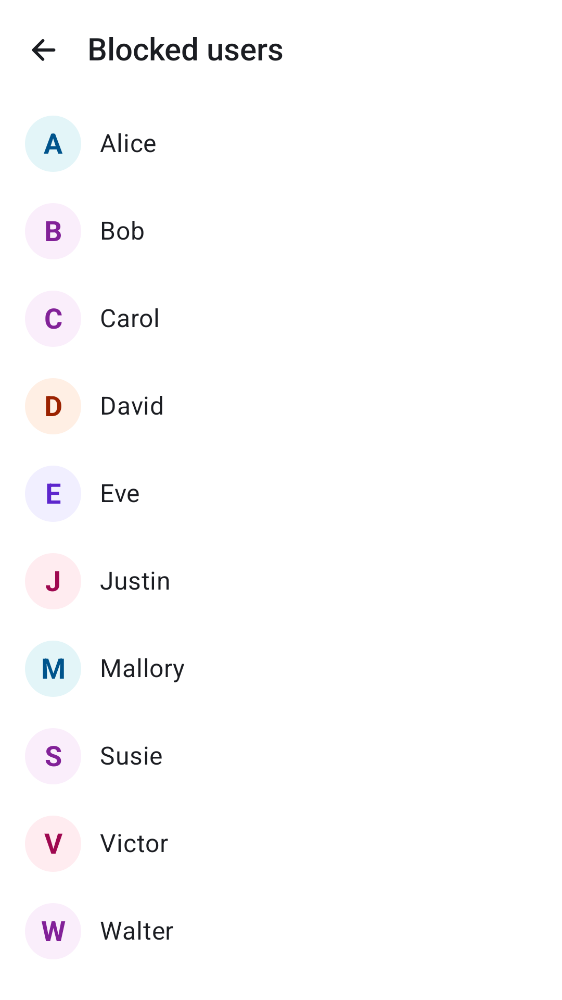 Blocked users
A Alice
B Bob
C Carol
D David
E Eve
J Justin
M Mallory
S Susie
V Victor
W Walter